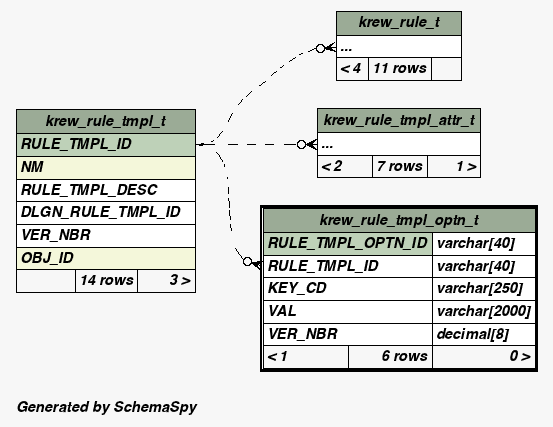 krew_rule_t
...
< 4 11 rows
krew_rule_tmpl_t
RULE_TMPL_ID
NM
RULE_TMPL_DESC
DLGN_RULE_TMPL_ID
VER_NBR
OBJ_ID
14 rows 3 >
krew_rule_tmpl_attr_t
...
< 2 7 rows 1 >
krew_rule_tmpl_optn_t
RULE_TMPL_OPTN_ID varchar[40]
RULE_TMPL_ID varchar[40]
KEY_CD varchar[250]
VAL varchar[2000]
VER_NBR decimal[8]
< 1 6 rows 0 >
Generated by SchemaSpy